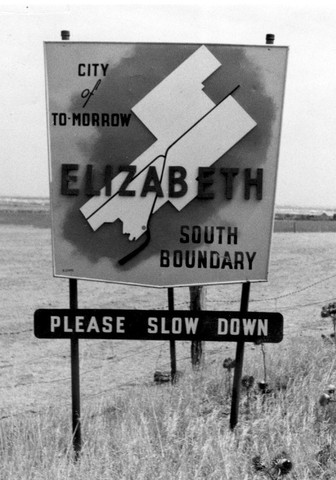 CITY
of
TO-MORROW
ELIZABETH
SOUTH
BOUNDARY
PLEASE SLOW DOWN